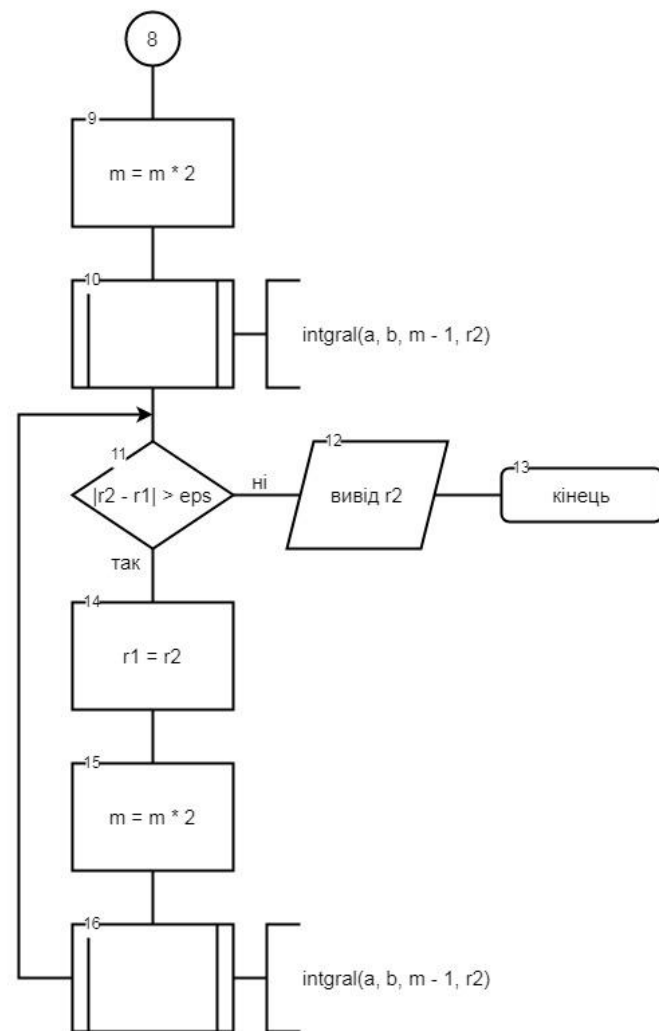 8
9
m = m * 2
10
intgral(a, b, m - 1, r2)
11
|r2 - r1| > eps
ні
12
вивід r2
13
кінець
так
14
r1 = r2
15
m = m * 2
16
intgral(a, b, m - 1, r2)